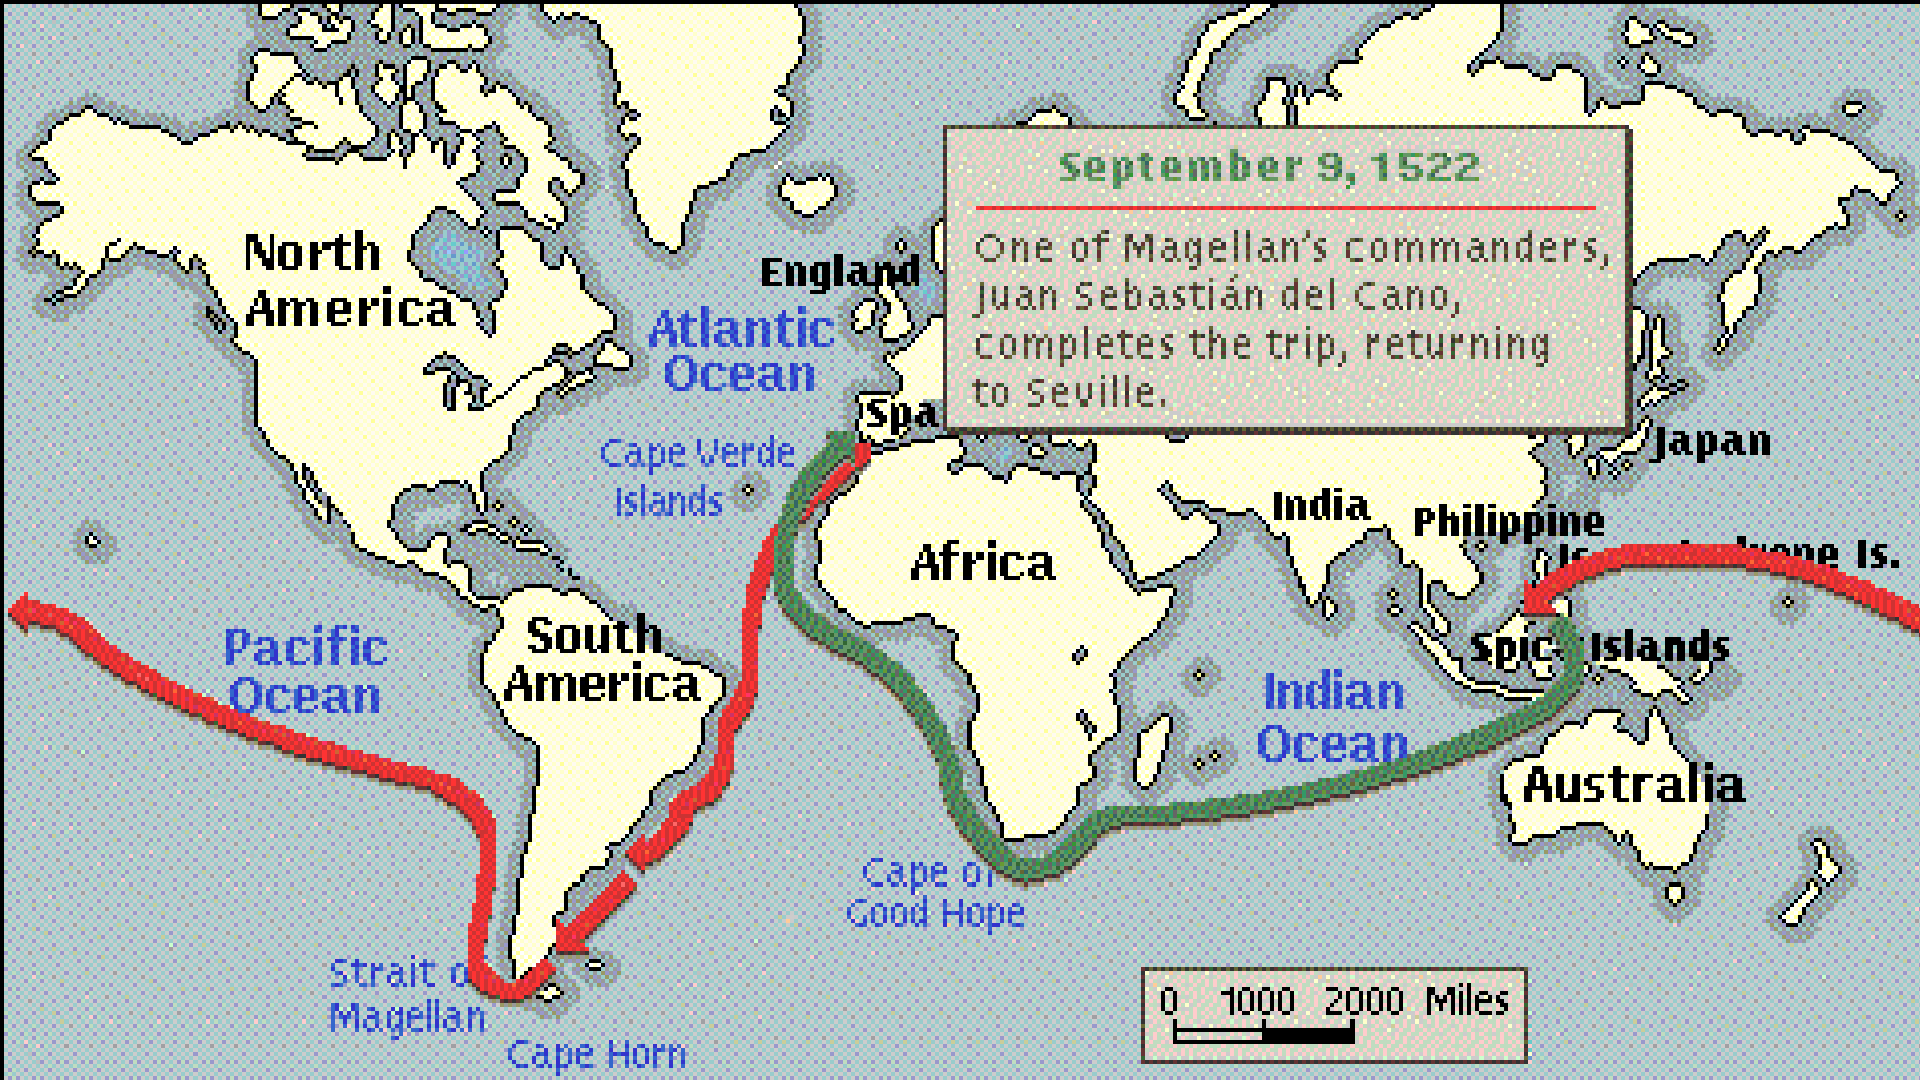 September 9, 1522
One of Magellan's commanders,
Juan Sebastián del Cano,
completes the trip, returning
to Seville.
North
America
England
Atlantic
Ocean
Spa
Japan
Cape Verde
Islands
India
Philippine
Is.
Africa
South
America
Pacific
Ocean
Spic Islands
Indian
Ocean
Australia
Cape of
Good Hope
Strait o
Magellan
Cape Horn
0 1000 2000 Miles